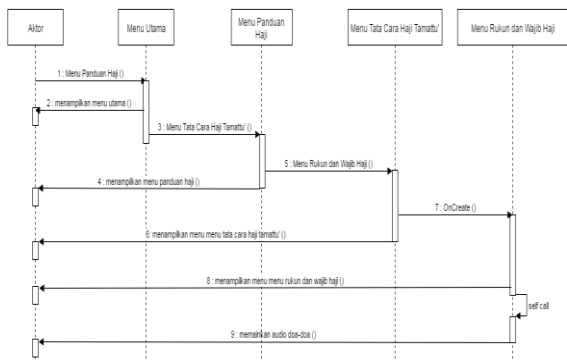 Aktor
Menu Utama
Menu Panduan
Haji
Menu Tata Cara Haji Tamattu'
Menu Rukun dan Wajib Haji
1 : Menu Panduan Haji ()
2 : menampilkan menu utama ()
3 : Menu Tata Cara Haji Tamattu' ()
5 : Menu Rukun dan Wajib Haji ()
4 : menampilkan menu panduan haji ()
7 : OnCreate ()
6: menampilkan menu menu tata cara haji tamattu' ()
8 : menampilkan menu menu rukun dan wajib haji ()
self call
9 : memainkan audio doa-doa ()